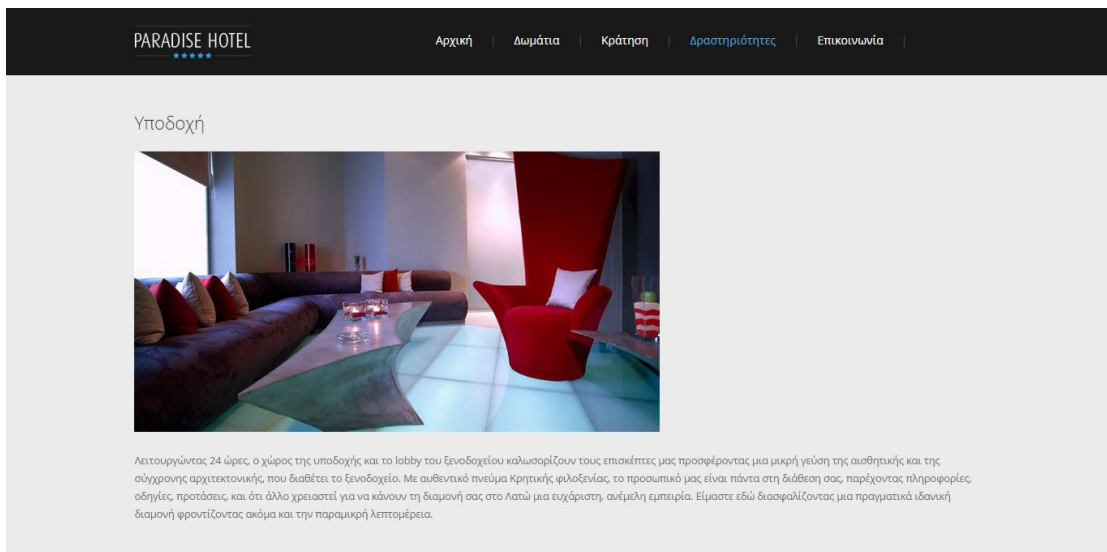 PARADISE HOTEL
Αρχική | Δωμάτια | Κράτηση | Δραστηριότητες | Επικοινωνία |
Υποδοχή
Λειτουργώντας 24 ώρες, ο χώρος της υποδοχής και το lobby του ξενοδοχείου καλωσορίζουν τους επισκέπτες μας προσφέροντας μια μικρή γεύση της αισθητικής και της
σύγχρονης αρχιτεκτονικής, που διαθέτει το ξενοδοχείο. Με αυθεντικό πνεύμα Κρητικής φιλοξενίας, το προσωπικό μας είναι πάντα στη διάθεση σας, παρέχοντας πληροφορίες,
οδηγίες, προτάσεις, και ότι άλλο χρειαστεί για να κάνουν τη διαμονή σας στο Λατώ μια ευχάριστη, ανέμελη εμπειρία. Είμαστε εδώ διασφαλίζοντας μια πραγματικά ιδανική
διαμονή φροντίζοντας ακόμα και την παραμικρή λεπτομέρεια.